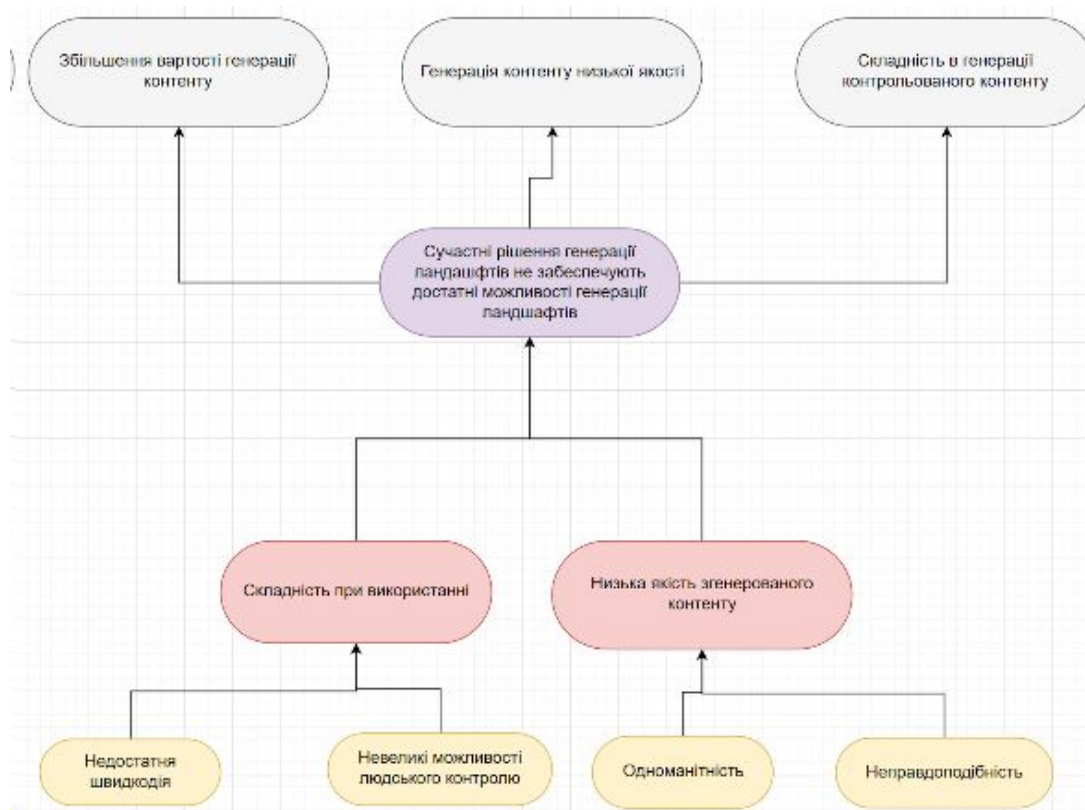 Збільшення вартості генерації
контенту
Генерація контенту низької якості
Складність в генерації
контрольованого контенту
Сучастні рішення генерації
ландашфтів не забеспечують
достатні можливості генерації
ландшафтів
Складність при використанні
Низька якість згенерованого
контенту
Недостатня
швидкодія
Невеликі можливості
людського контролю
Одноманітність
Неправдоподібність